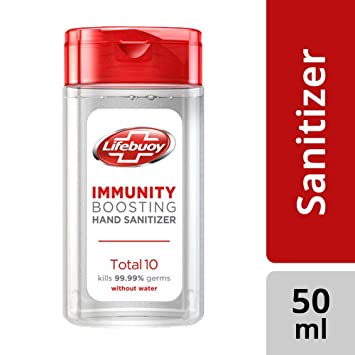 Lifebuoy
IMMUNITY
BOOSTING
HAND SANITIZER
Total 10
kills 99.99% germs
without water
Sanitizer
50
ml